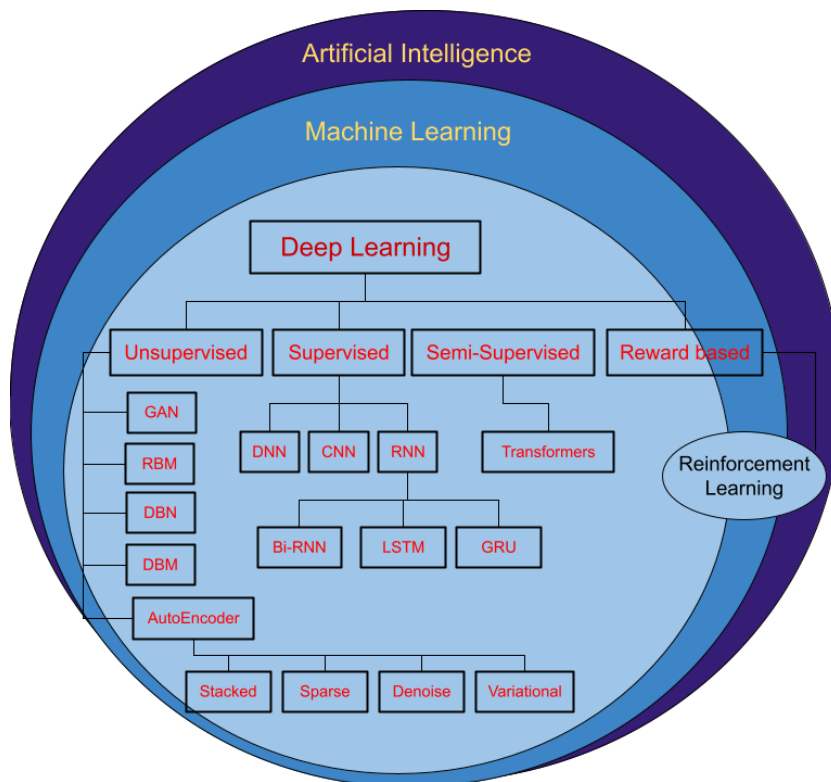 Artificial Intelligence
Machine Learning
Deep Learning
Unsupervised
Supervised
Semi-Supervised
Reward based
GAN
RBM
DBN
DBM
AutoEncoder
DNN
CNN
RNN
Transformers
Bi-RNN
LSTM
GRU
Reinforcement
Learning
Stacked
Sparse
Denoise
Variational